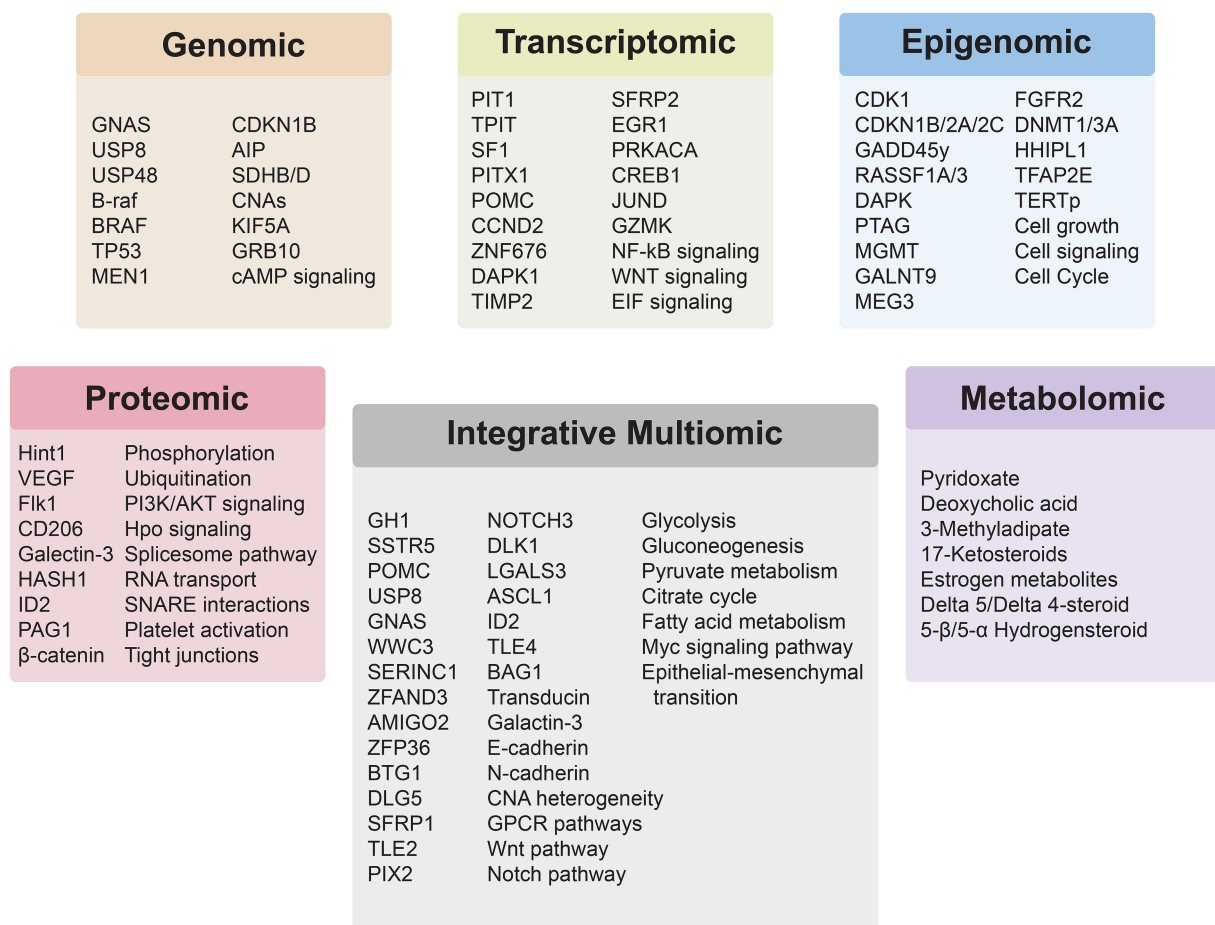 Genomic
GNAS
USP8
USP48
B-raf
BRAF
TP53
MEN1
CDKN1B
AIP
SDHB/D
CNAs
KIF5A
GRB10
cAMP signaling
Transcriptomic
PIT1
TPIT
SF1
PITX1
POMC
CCND2
ZNF676
DAPK1
TIMP2
SFRP2
EGR1
PRKACA
CREB1
JUND
GZMK
NF-kB signaling
WNT signaling
EIF signaling
Epigenomic
CDK1
CDKN1B/2A/2C
GADD45y
RASSF1A/3
DAPK
PTAG
MGMT
GALNT9
MEG3
FGFR2
DNMT1/3A
HHIPL1
TFAP2E
TERTp
Cell growth
Cell signaling
Cell Cycle
Proteomic
Hint1
VEGF
Flk1
CD206
Galectin-3
HASH1
ID2
PAG1
β-catenin
Phosphorylation
Ubiquitination
PI3K/AKT signaling
Hpo signaling
Splicesome pathway
RNA transport
SNARE interactions
Platelet activation
Tight junctions
Integrative Multiomic
GH1
SSTR5
POMC
USP8
GNAS
WWC3
SERINC1
ZFAND3
AMIGO2
ZFP36
BTG1
DLG5
SFRP1
TLE2
PIX2
NOTCH3
DLK1
LGALS3
ASCL1
ID2
TLE4
BAG1
Transducin
Galactin-3
E-cadherin
N-cadherin
CNA heterogeneity
GPCR pathways
Wnt pathway
Notch pathway
Glycolysis
Gluconeogenesis
Pyruvate metabolism
Citrate cycle
Fatty acid metabolism
Myc signaling pathway
Epithelial-mesenchymal
transition
Metabolomic
Pyridoxate
Deoxycholic acid
3-Methyladipate
17-Ketosteroids
Estrogen metabolites
Delta 5/Delta 4-steroid
5-β/5-α Hydrogensteroid